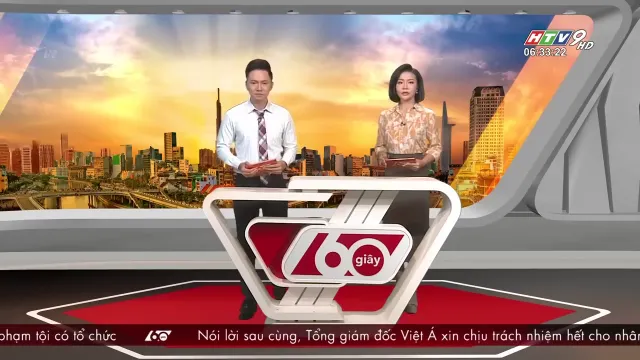 HTV9 HD
06:33:22
60 giây
phạm tội có tổ chức 60 Nói lời sau cùng, Tổng giám đốc Việt Á xin chịu trách nhiệm hết cho nhân